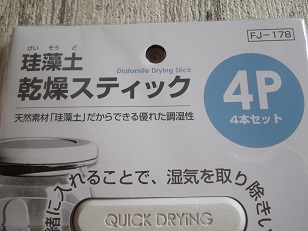 FJ-178
けいそうど
珪藻土
Diatomite Drying Stick
乾燥スティック
4P
4本セット
天然素材「珪藻土」だからできる優れた調湿性
緒に入れることで、湿気を取り除きい
QUICK DRYiNG